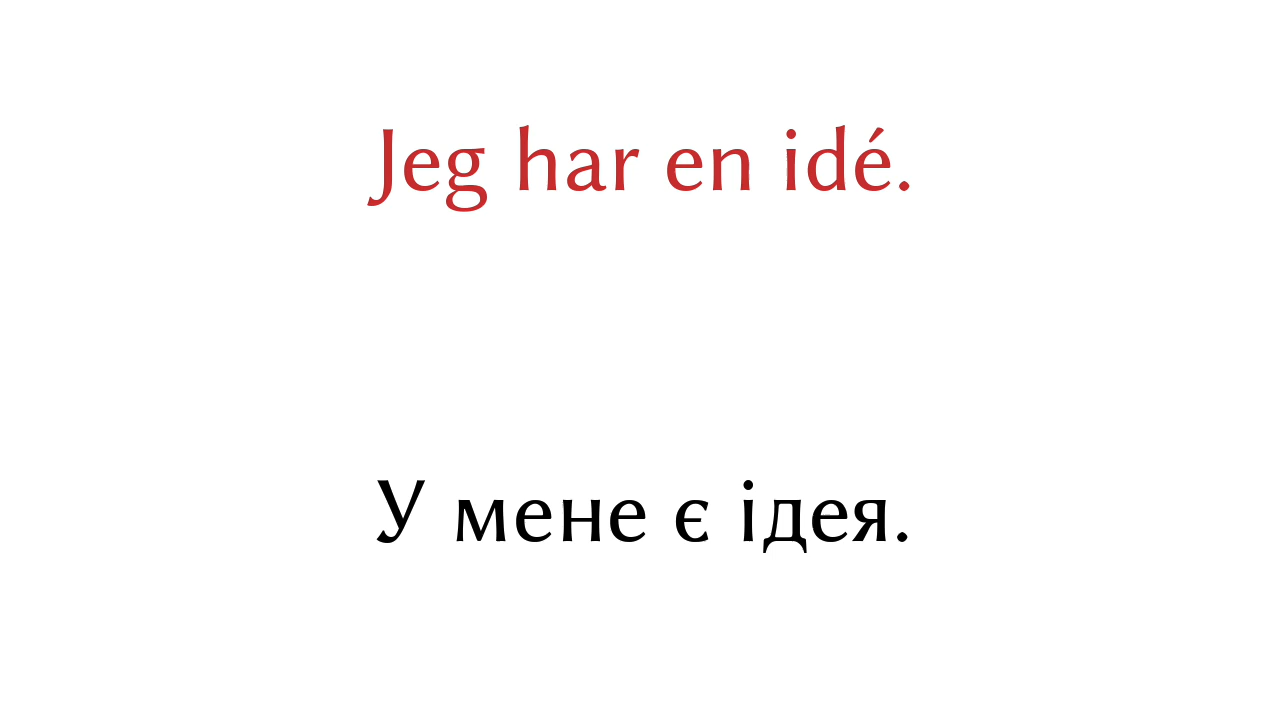 Jeg har en idé.
У мене є ідея.